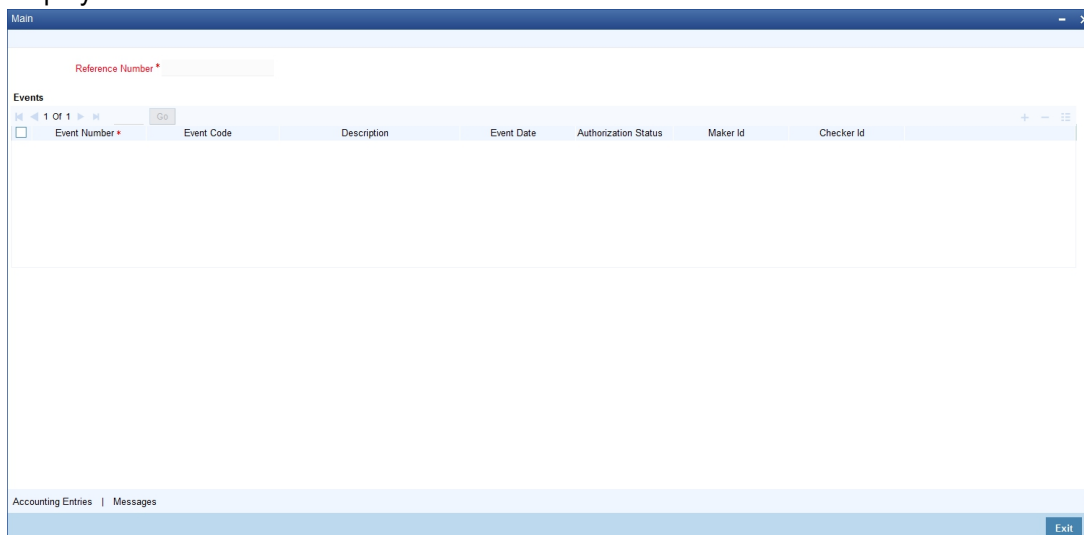 Main
Reference Number *
Events
1 Of 1 Go
Event Number * Event Code Description Event Date Authorization Status Maker Id Checker Id
Accounting Entries | Messages
Exit